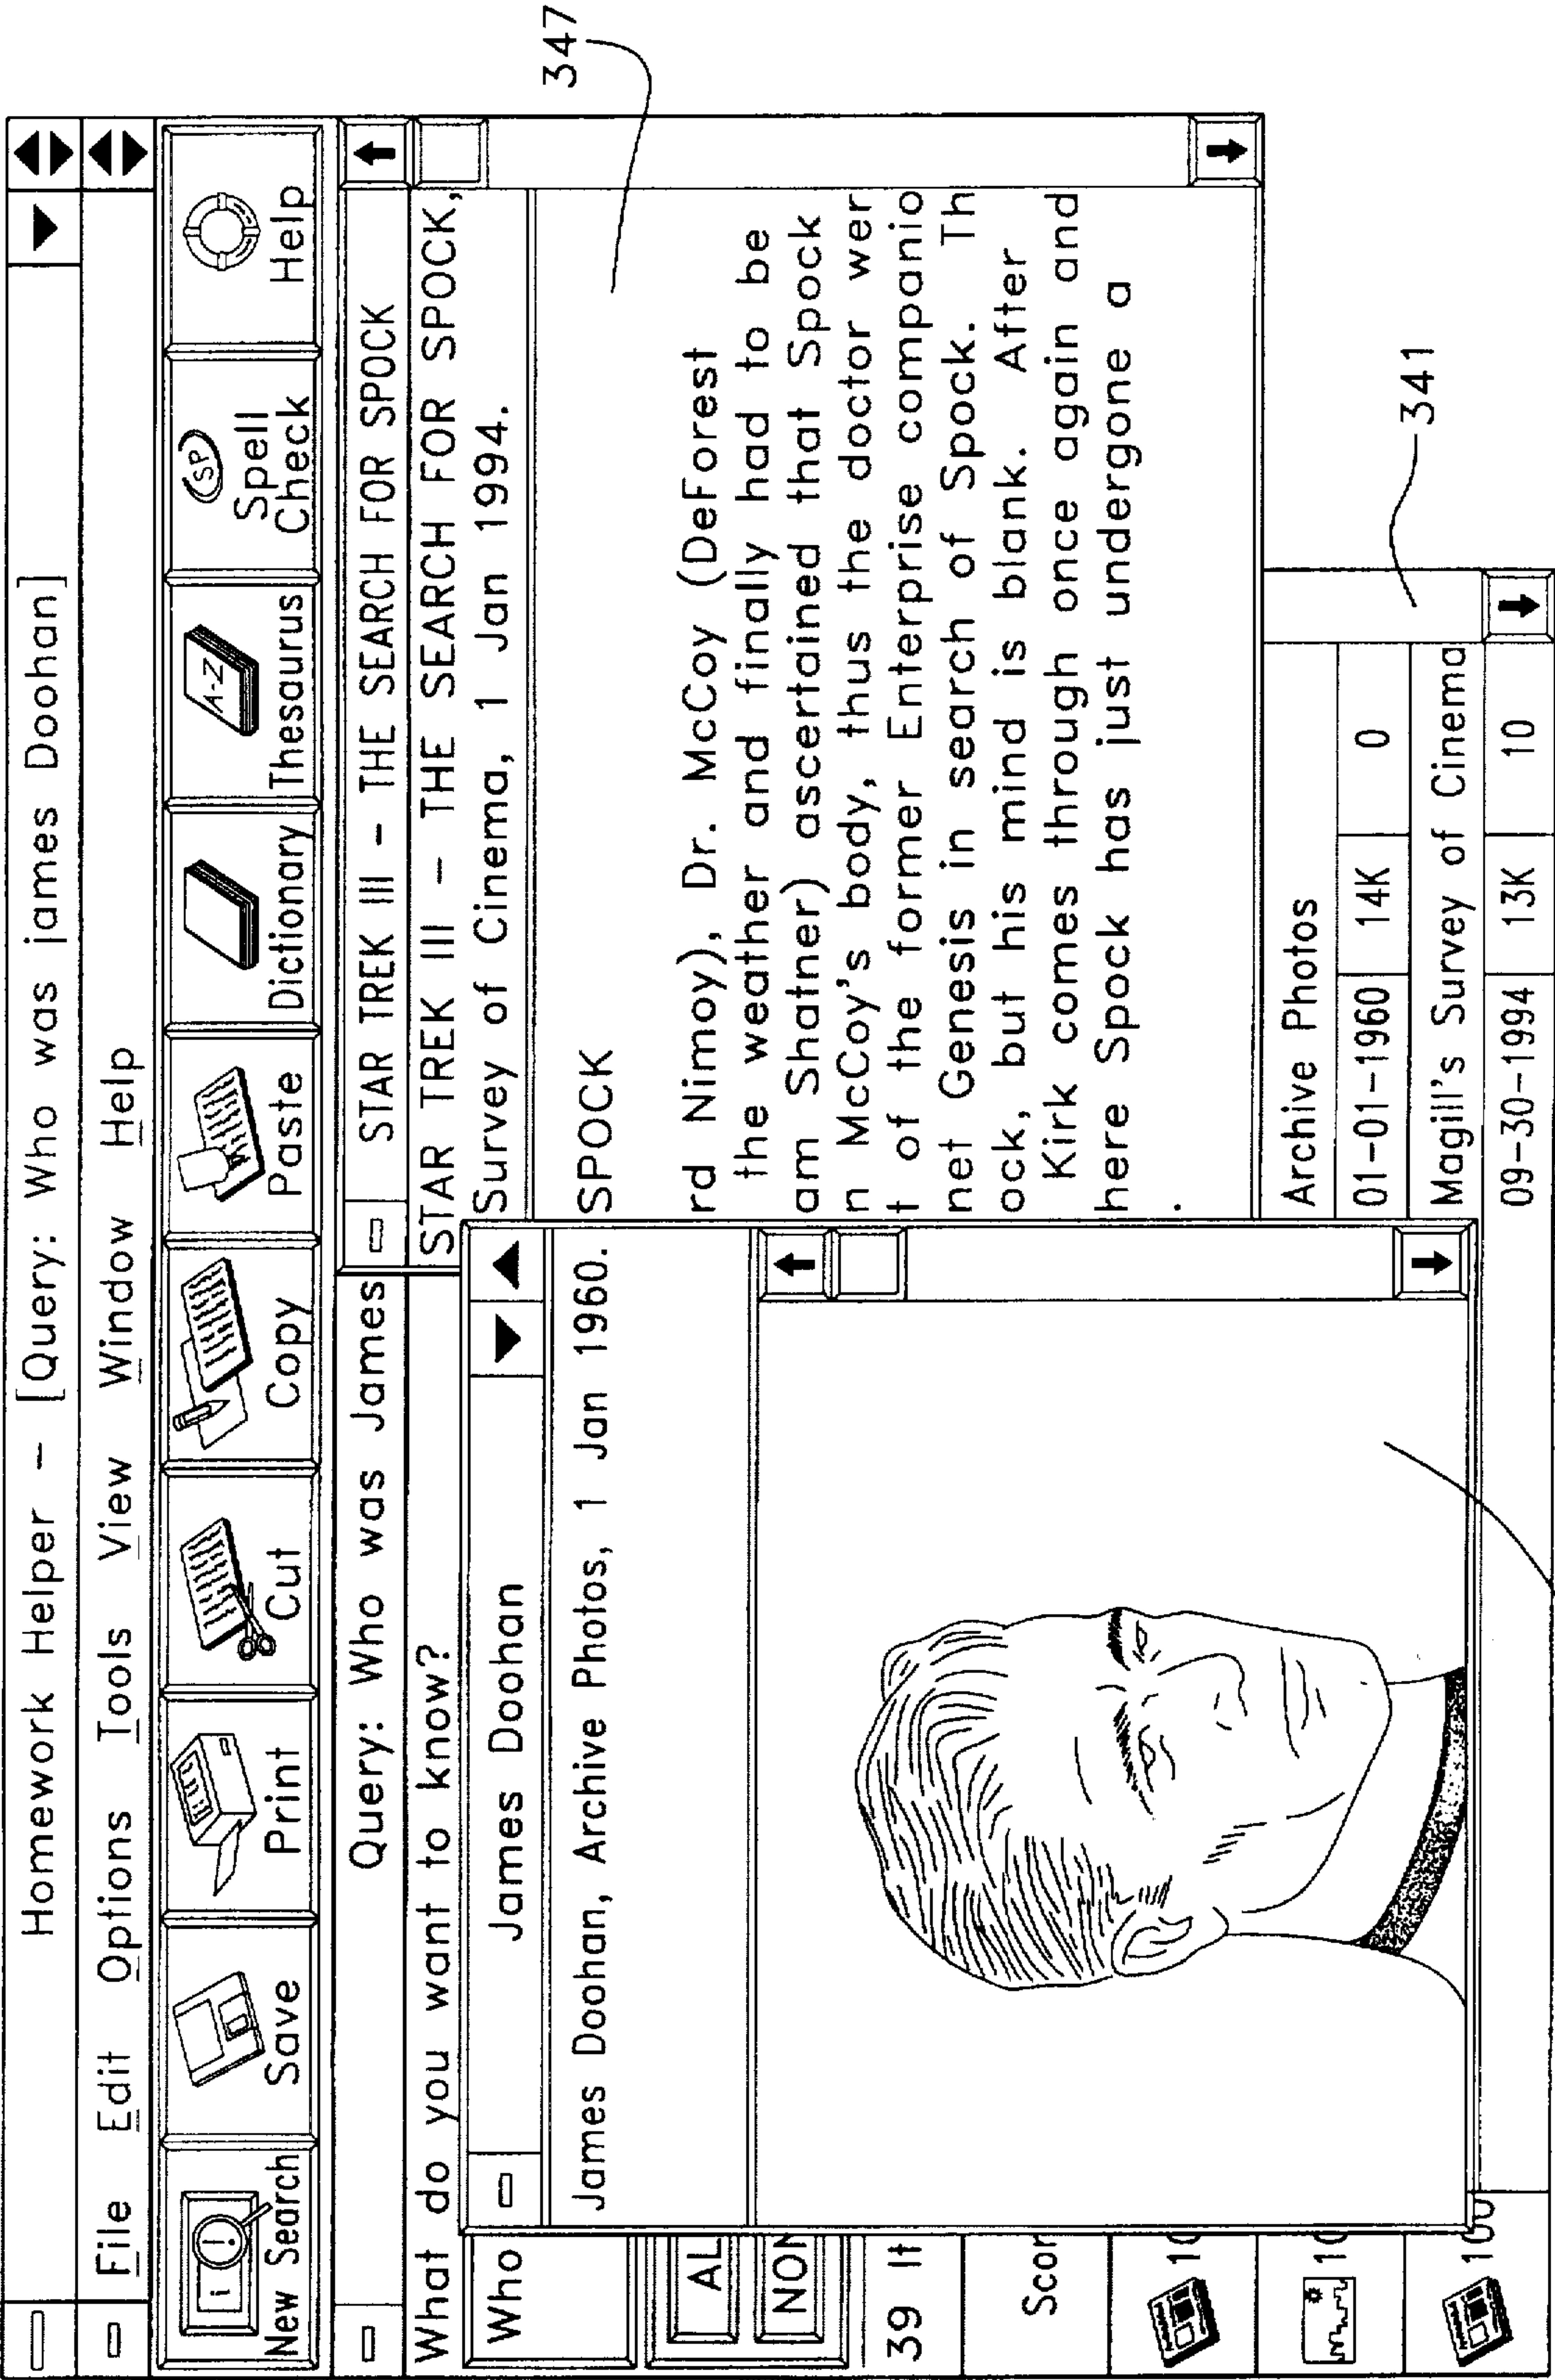 Homework Helper – [Query: Who was james Doohan]
File Edit Options Tools View Window Help
New Search
Save
Print
Cut
Copy
Paste
Dictionary
A-Z
Thesaurus
SP
Spell
Check
Help
Query: Who was James
STAR TREK III – THE SEARCH FOR SPOCK
What do you want to know?
STAR TREK III – THE SEARCH FOR SPOCK,
Survey of Cinema, 1 Jan 1994.
347
Who
James Doohan
James Doohan, Archive Photos, 1 Jan 1960.
SPOCK
rd Nimoy), Dr. McCoy (DeForest
the weather and finally had to be
am Shatner) ascertained that Spock
n McCoy's body, thus the doctor wer
t of the former Enterprise companio
net Genesis in search of Spock. Th
ock, but his mind is blank. After
Kirk comes through once again and
here Spock has just undergone a
.
AL
NON
39 It
Scor
10
10
100
Archive Photos
01-01-1960 14K 0
Magill's Survey of Cinema
09-30-1994 13K 10
341